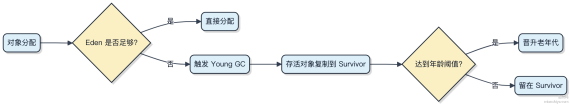 对象分配
Eden 是否足够?
是
直接分配
否
触发 Young GC
存活对象复制到 Survivor
达到年龄阈值?
是
晋升老年代
否
留在 Survivor